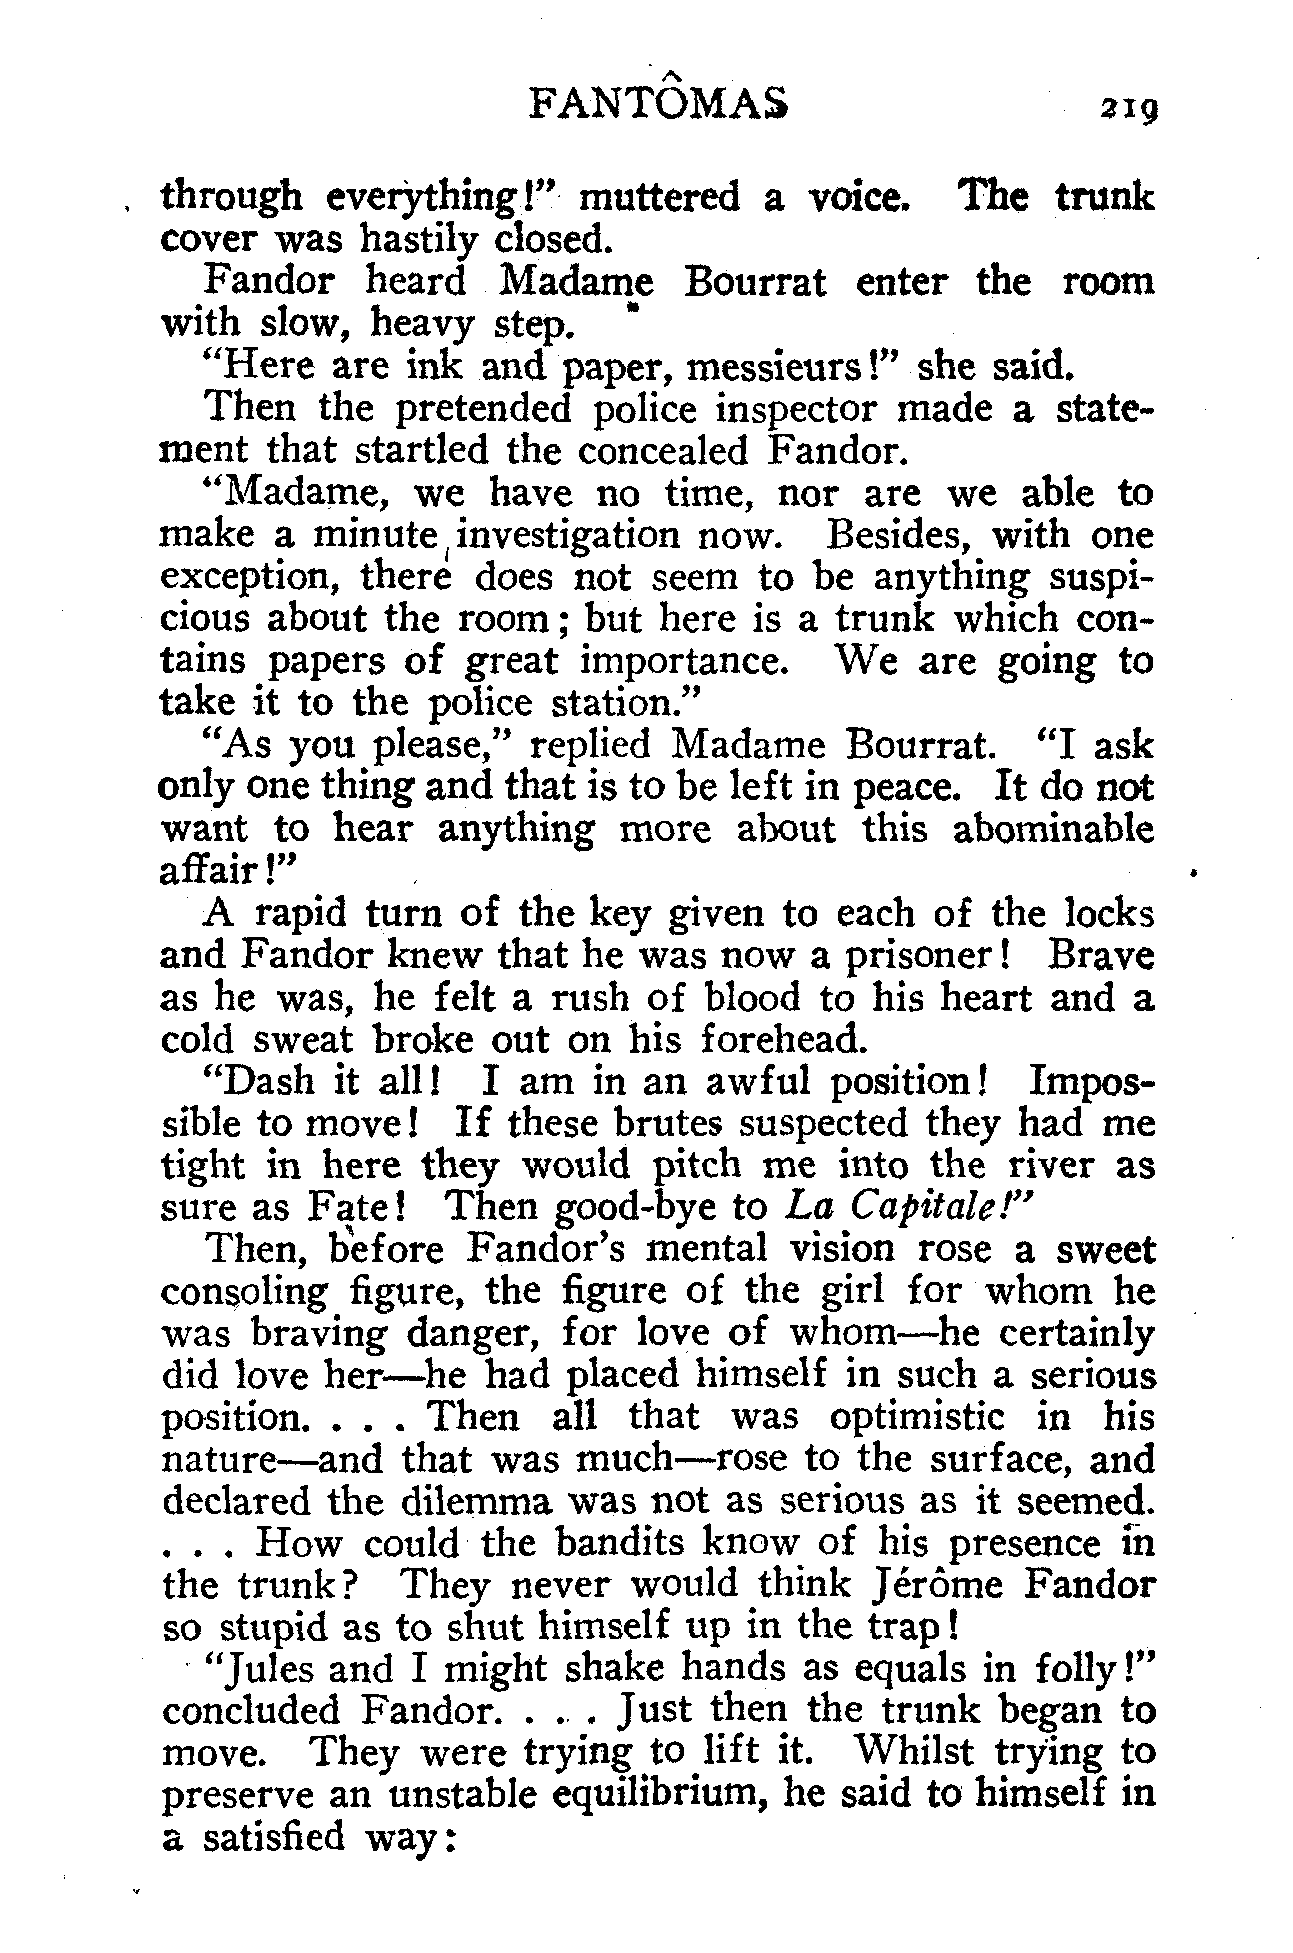 FANTÔMAS 219
through everything!" muttered a voice. The trunk
cover was hastily closed.
Fandor heard Madame Bourrat enter the room
with slow, heavy step.
"Here are ink and paper, messieurs!" she said.
Then the pretended police inspector made a state-
ment that startled the concealed Fandor.
"Madame, we have no time, nor are we able to
make a minute investigation now. Besides, with one
exception, there does not seem to be anything suspi-
cious about the room; but here is a trunk which con-
tains papers of great importance. We are going to
take it to the police station."
"As you please," replied Madame Bourrat. "I ask
only one thing and that is to be left in peace. It do not
want to hear anything more about this abominable
affair!"
A rapid turn of the key given to each of the locks
and Fandor knew that he was now a prisoner! Brave
as he was, he felt a rush of blood to his heart and a
cold sweat broke out on his forehead.
"Dash it all! I am in an awful position! Impos-
sible to move! If these brutes suspected they had me
tight in here they would pitch me into the river as
sure as Fate! Then good-bye to La Capitale!"
Then, before Fandor's mental vision rose a sweet
consoling figure, the figure of the girl for whom he
was braving danger, for love of whom—he certainly
did love her—he had placed himself in such a serious
position. . . . Then all that was optimistic in his
nature—and that was much—rose to the surface, and
declared the dilemma was not as serious as it seemed.
. . . How could the bandits know of his presence in
the trunk? They never would think Jérôme Fandor
so stupid as to shut himself up in the trap!
"Jules and I might shake hands as equals in folly!"
concluded Fandor. . . . Just then the trunk began to
move. They were trying to lift it. Whilst trying to
preserve an unstable equilibrium, he said to himself in
a satisfied way: